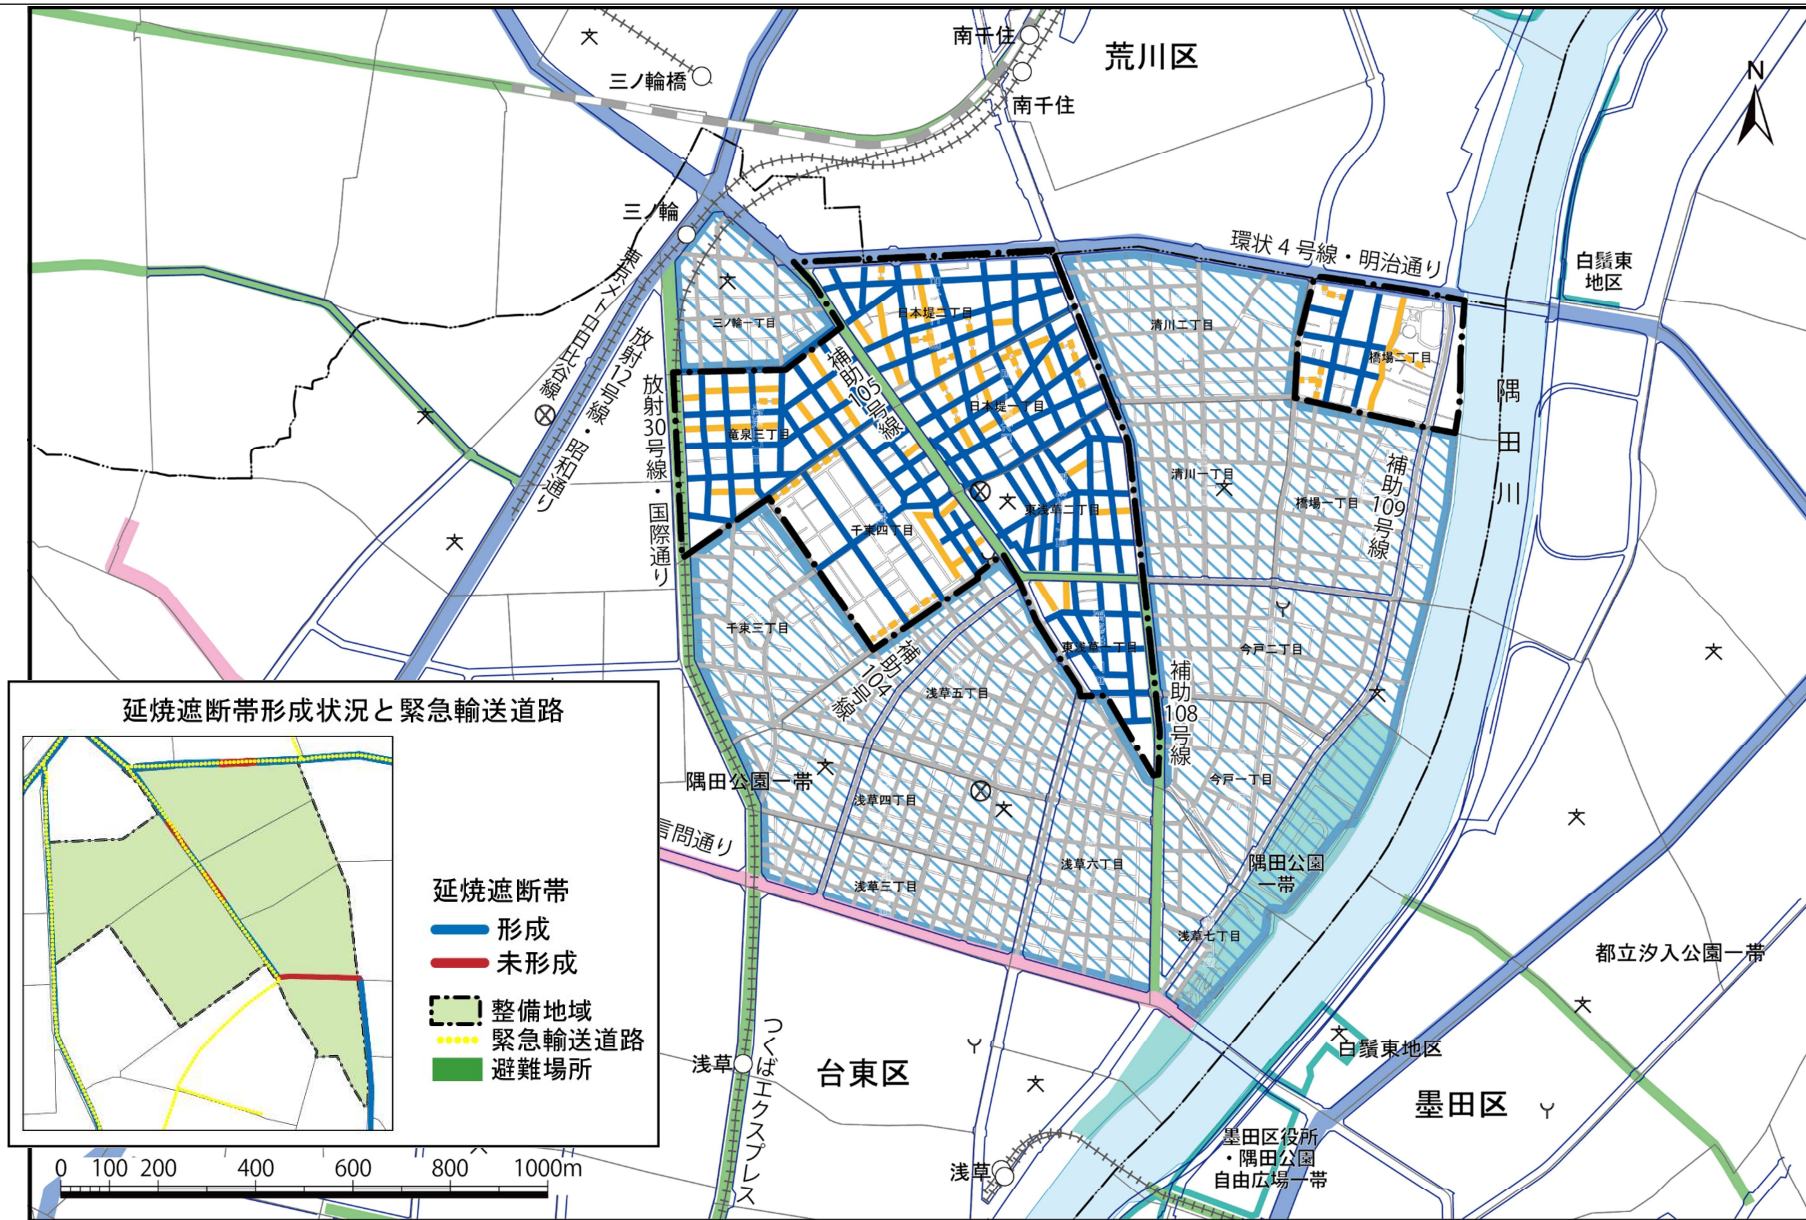 南千住
荒川区
N
三ノ輪橋
南千住
三ノ輪
環状4号線・明治通り
白鬚東
地区
東京メトロ日比谷線
放射12号線・昭和通り
三ノ輪一丁目
日本堤二丁目
清川二丁目
橋場二丁目
補助105号線
放射30号線・国際通り
竜泉三丁目
日本堤一丁目
隅田川
清川一丁目
橋場一丁目
補助109号線
東浅草二丁目
千束四丁目
千束三丁目
東浅草一丁目
今戸二丁目
補助104号線
浅草五丁目
補助108号線
今戸一丁目
隅田公園一帯
浅草四丁目
言問通り
浅草六丁目
隅田公園
一帯
浅草三丁目
浅草七丁目
都立汐入公園一帯
延焼遮断帯形成状況と緊急輸送道路
延焼遮断帯
形成
未形成
整備地域
緊急輸送道路
避難場所
つくばエクスプレス
浅草
台東区
白鬚東地区
墨田区
墨田区役所
・隅田公園
自由広場一帯
浅草
0 100 200 400 600 800 1000m